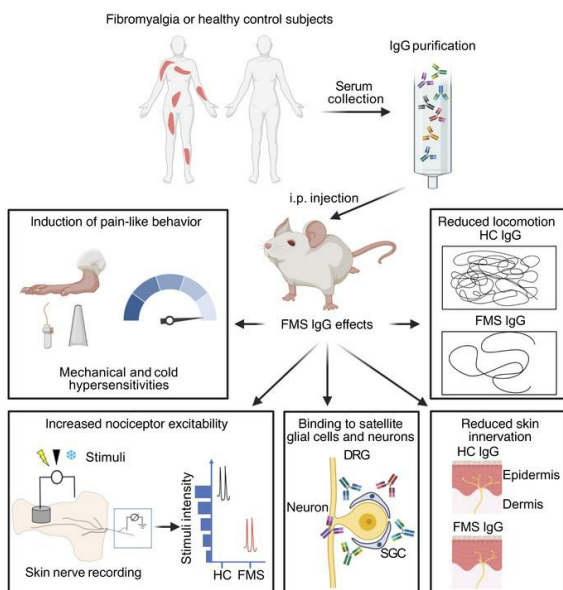 Fibromyalgia or healthy control subjects
IgG purification
Serum
collection
i.p. injection
Induction of pain-like behavior
Mechanical and cold
hypersensitivities
FMS IgG effects
Reduced locomotion
HC IgG
FMS IgG
Increased nociceptor excitability
Stimuli
Skin nerve recording
Stimuli intensity
HC FMS
Binding to satellite
glial cells and neurons
DRG
Neuron
SGC
Reduced skin
innervation
HC IgG
Epidermis
Dermis
FMS IgG